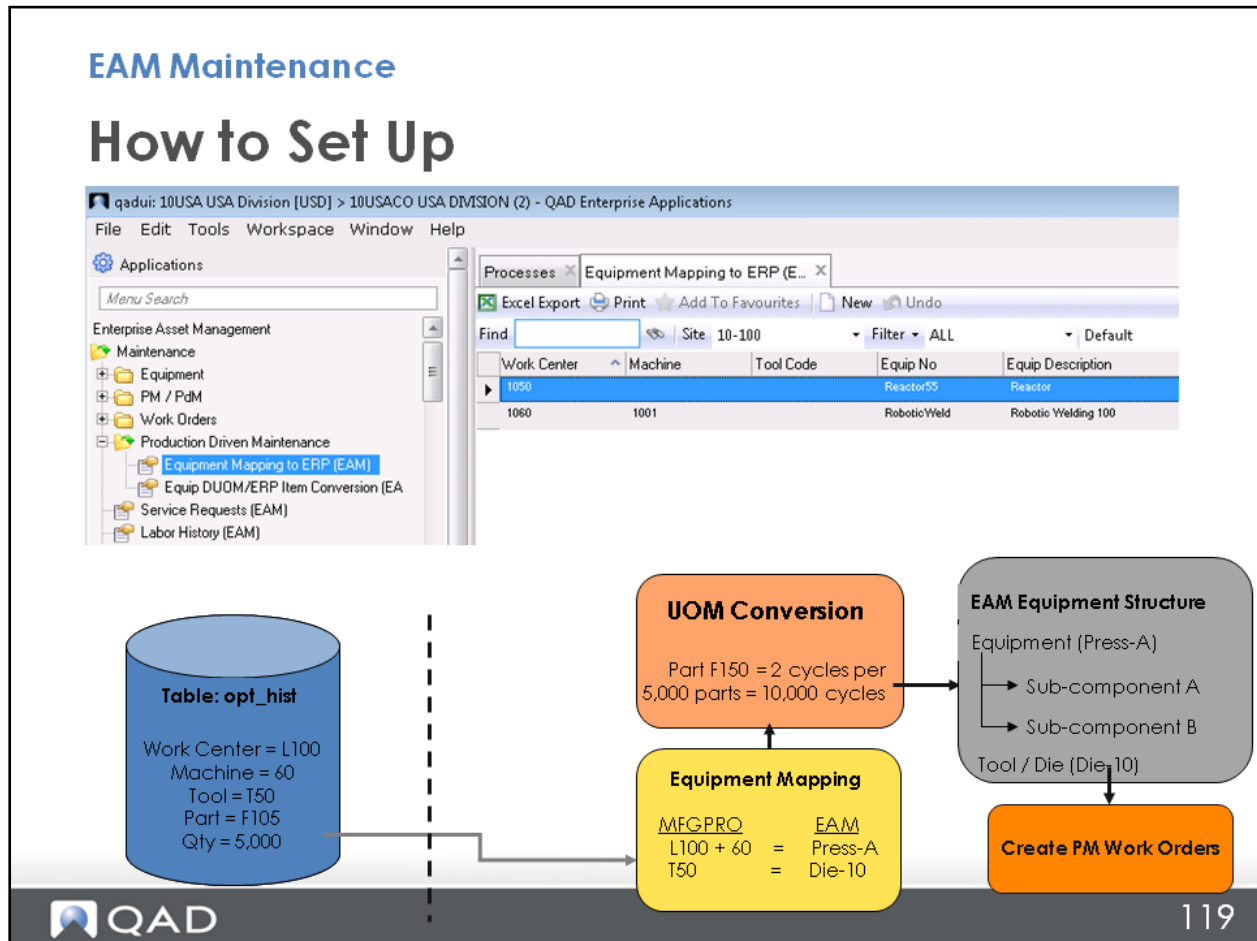 EAM Maintenance
How to Set Up
qadui: 10USA USA Division [USD] > 10USACO USA DIVISION (2) - QAD Enterprise Applications
File Edit Tools Workspace Window Help
Applications
Menu Search
Enterprise Asset Management
Maintenance
Equipment
PM / PdM
Work Orders
Production Driven Maintenance
Equipment Mapping to ERP (EAM)
Equip DUOM/ERP Item Conversion (EA
Service Requests (EAM)
Labor History (EAM)
Processes Equipment Mapping to ERP (E...
Excel Export Print Add To Favourites New Undo
Find Site 10-100 Filter ALL Default
Work Center Machine Tool Code Equip No Equip Description
1050 Reactor55 Reactor
1060 1001 RoboticWeld Robotic Welding 100
Table: opt_hist
Work Center = L100
Machine = 60
Tool = T50
Part = F105
Qty = 5,000
UOM Conversion
Part F150 = 2 cycles per
5,000 parts = 10,000 cycles
Equipment Mapping
MFGPRO EAM
L100 + 60 = Press-A
T50 = Die-10
EAM Equipment Structure
Equipment (Press-A)
Sub-component A
Sub-component B
Tool / Die (Die-10)
Create PM Work Orders
QAD
119